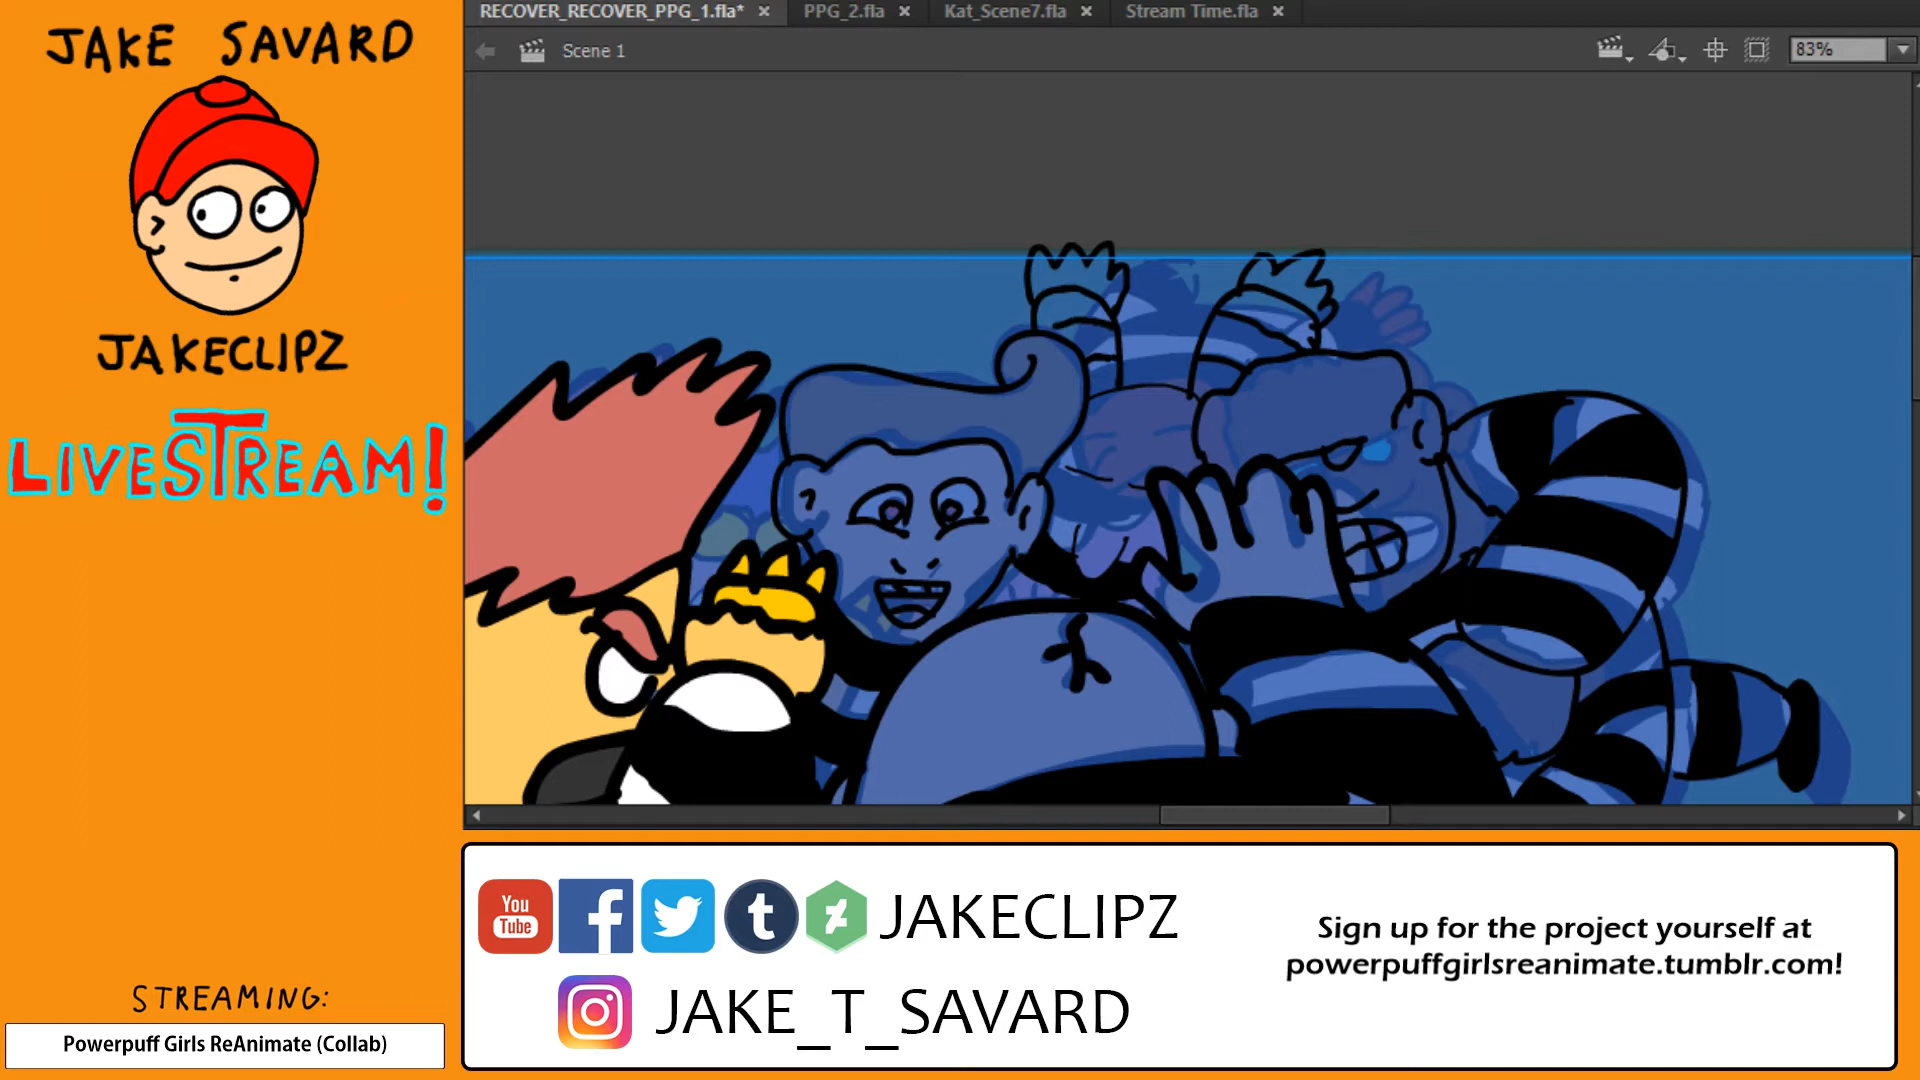 JAKE SAVARD
JAKECLIPZ
LIVESTREAM!
STREAMING:
Powerpuff Girls ReAnimate (Collab)
RECOVER_RECOVER_PPG_1.fla* × PPG_2.fla × Kat_Scene7.fla × Stream Time.fla ×
Scene 1
83%
You
Tube
f
t
JAKECLIPZ
JAKE_T_SAVARD
Sign up for the project yourself at
powerpuffgirlsreanimate.tumblr.com!